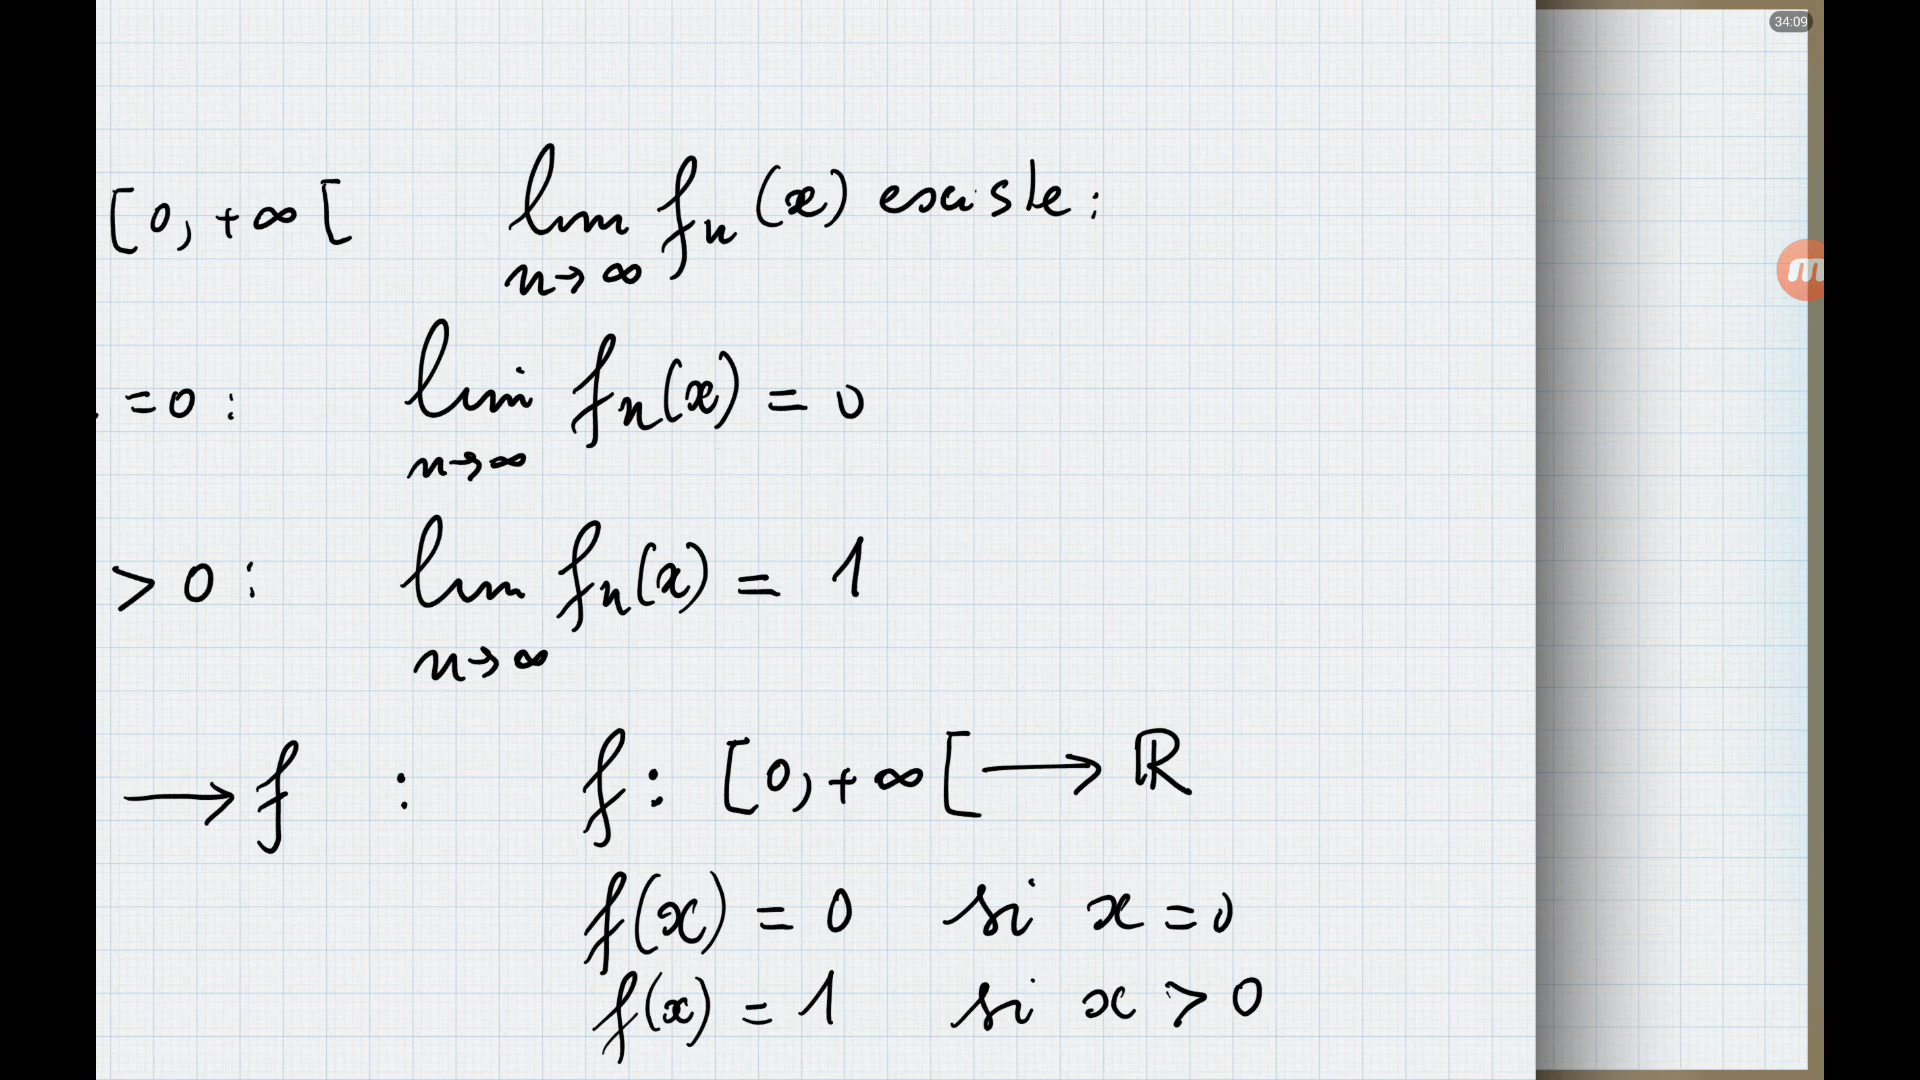 34:09
[0, +∞[ lim fn(x) existe :
n→∞
= 0 : lim fn(x) = 0
n→∞
> 0 : lim fn(x) = 1
n→∞
⟶ f : f : [0, +∞[ ⟶ ℝ
f(x) = 0 si x = 0
f(x) = 1 si x > 0